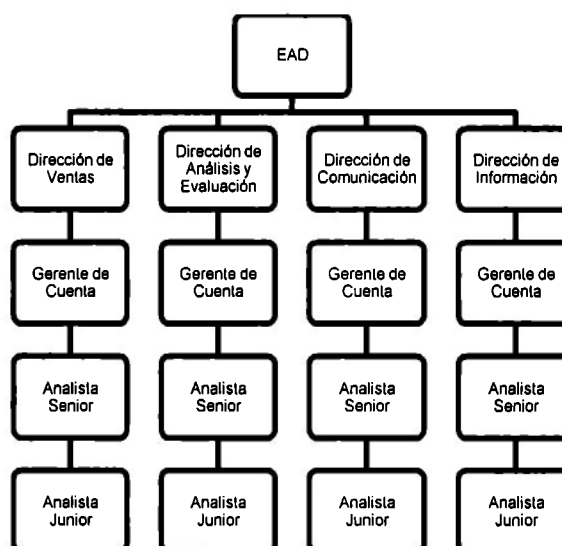 EAD
Dirección de
Ventas
Dirección de
Análisis y
Evaluación
Dirección de
Comunicación
Dirección de
Información
Gerente de
Cuenta
Gerente de
Cuenta
Gerente de
Cuenta
Gerente de
Cuenta
Analista
Senior
Analista
Senior
Analista
Senior
Analista
Senior
Analista
Junior
Analista
Junior
Analista
Junior
Analista
Junior